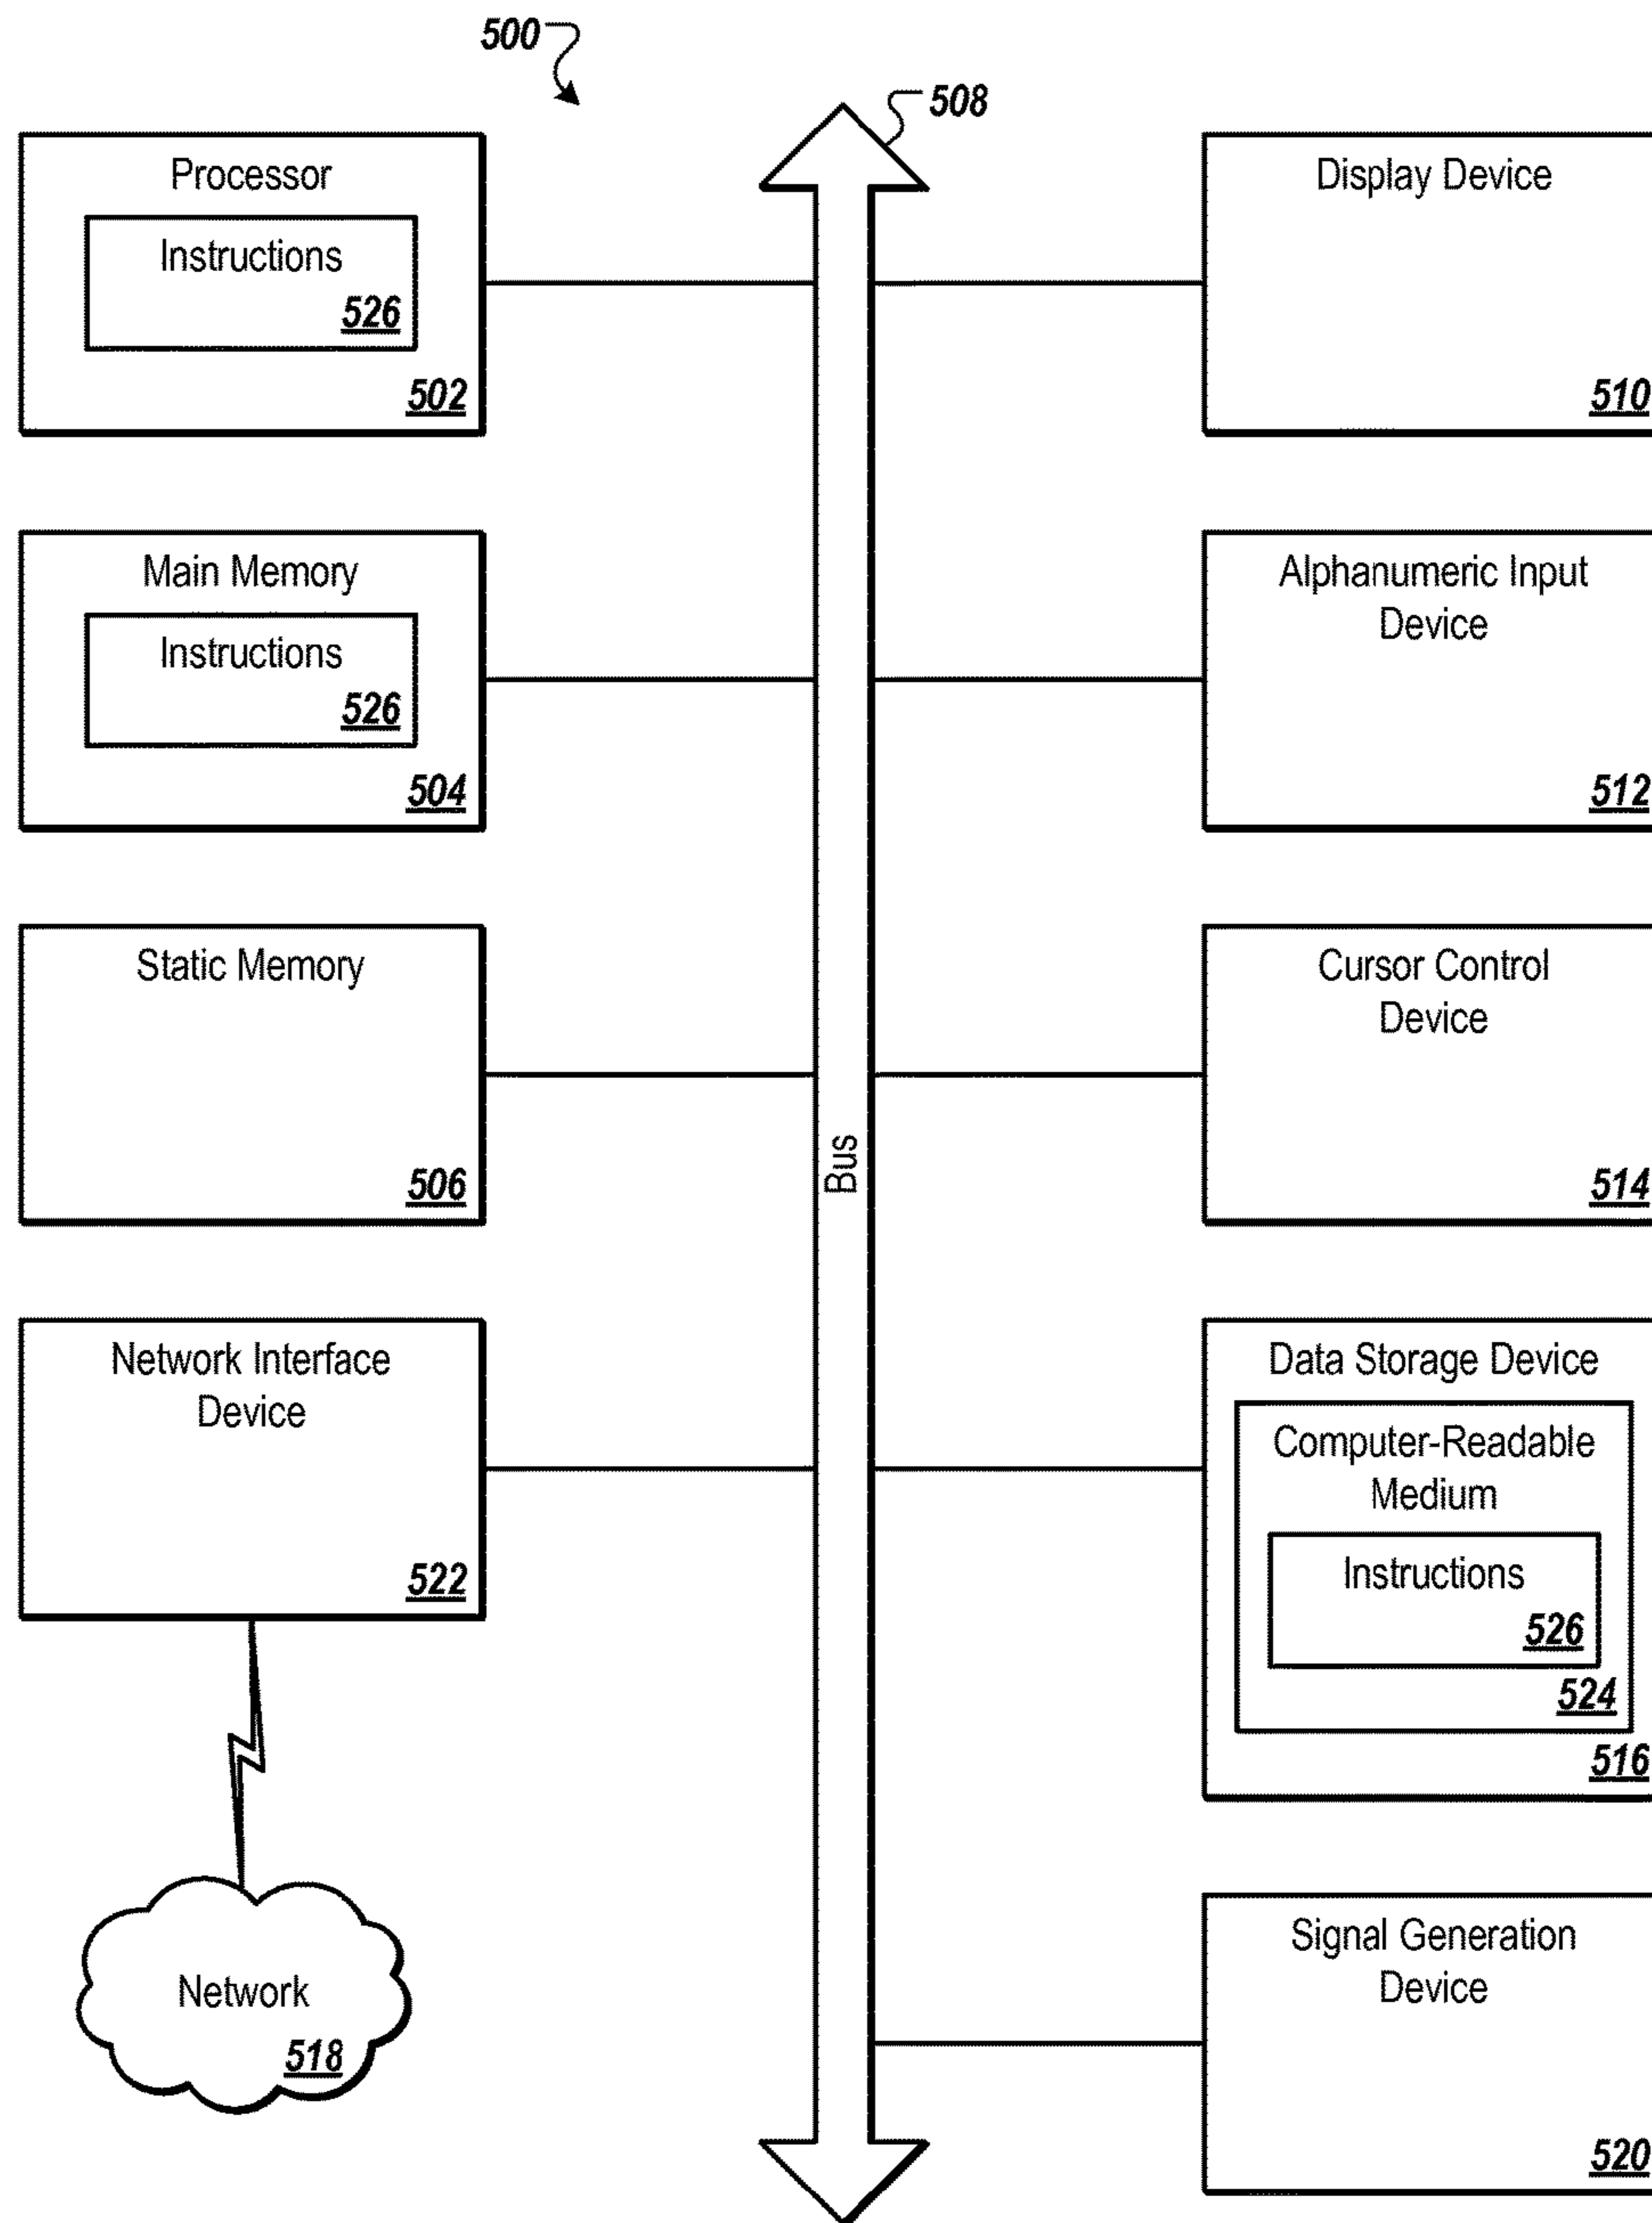 500
508
Processor
Instructions
526
502
Main Memory
Instructions
526
504
Static Memory
506
Network Interface
Device
522
Network
518
Bus
Display Device
510
Alphanumeric Input
Device
512
Cursor Control
Device
514
Data Storage Device
Computer-Readable
Medium
Instructions
526
524
516
Signal Generation
Device
520